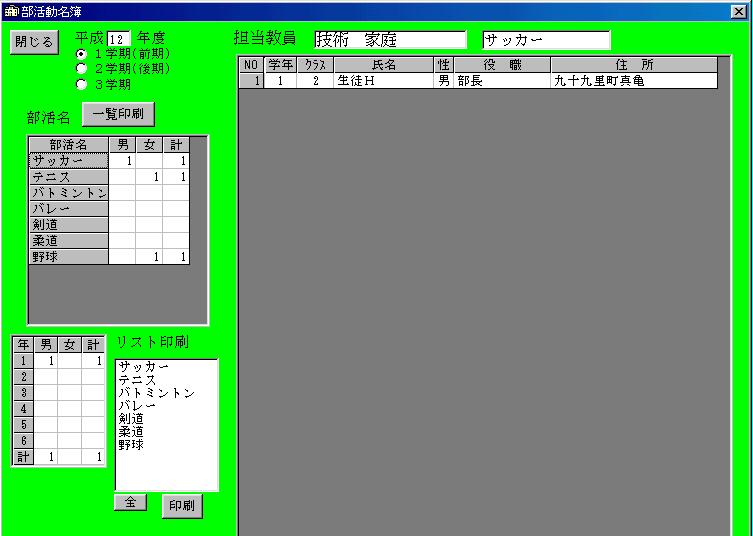 部活動名簿
閉じる
平成 12 年度
1学期(前期)
2学期(後期)
3学期
担当教員 技術 家庭 サッカー
部活名 一覧印刷
NO 学年 クラス 氏名 性 役 職 住 所
1 1 2 生徒H 男 部長 九十九里町真亀
部活名 男 女 計
サッカー 1 1
テニス 1 1
バトミントン
バレー
剣道
柔道
野球 1 1
年 男 女 計
1 1 1
2
3
4
5
6
計 1 1
リスト印刷
サッカー
テニス
バトミントン
バレー
剣道
柔道
野球
全 印刷